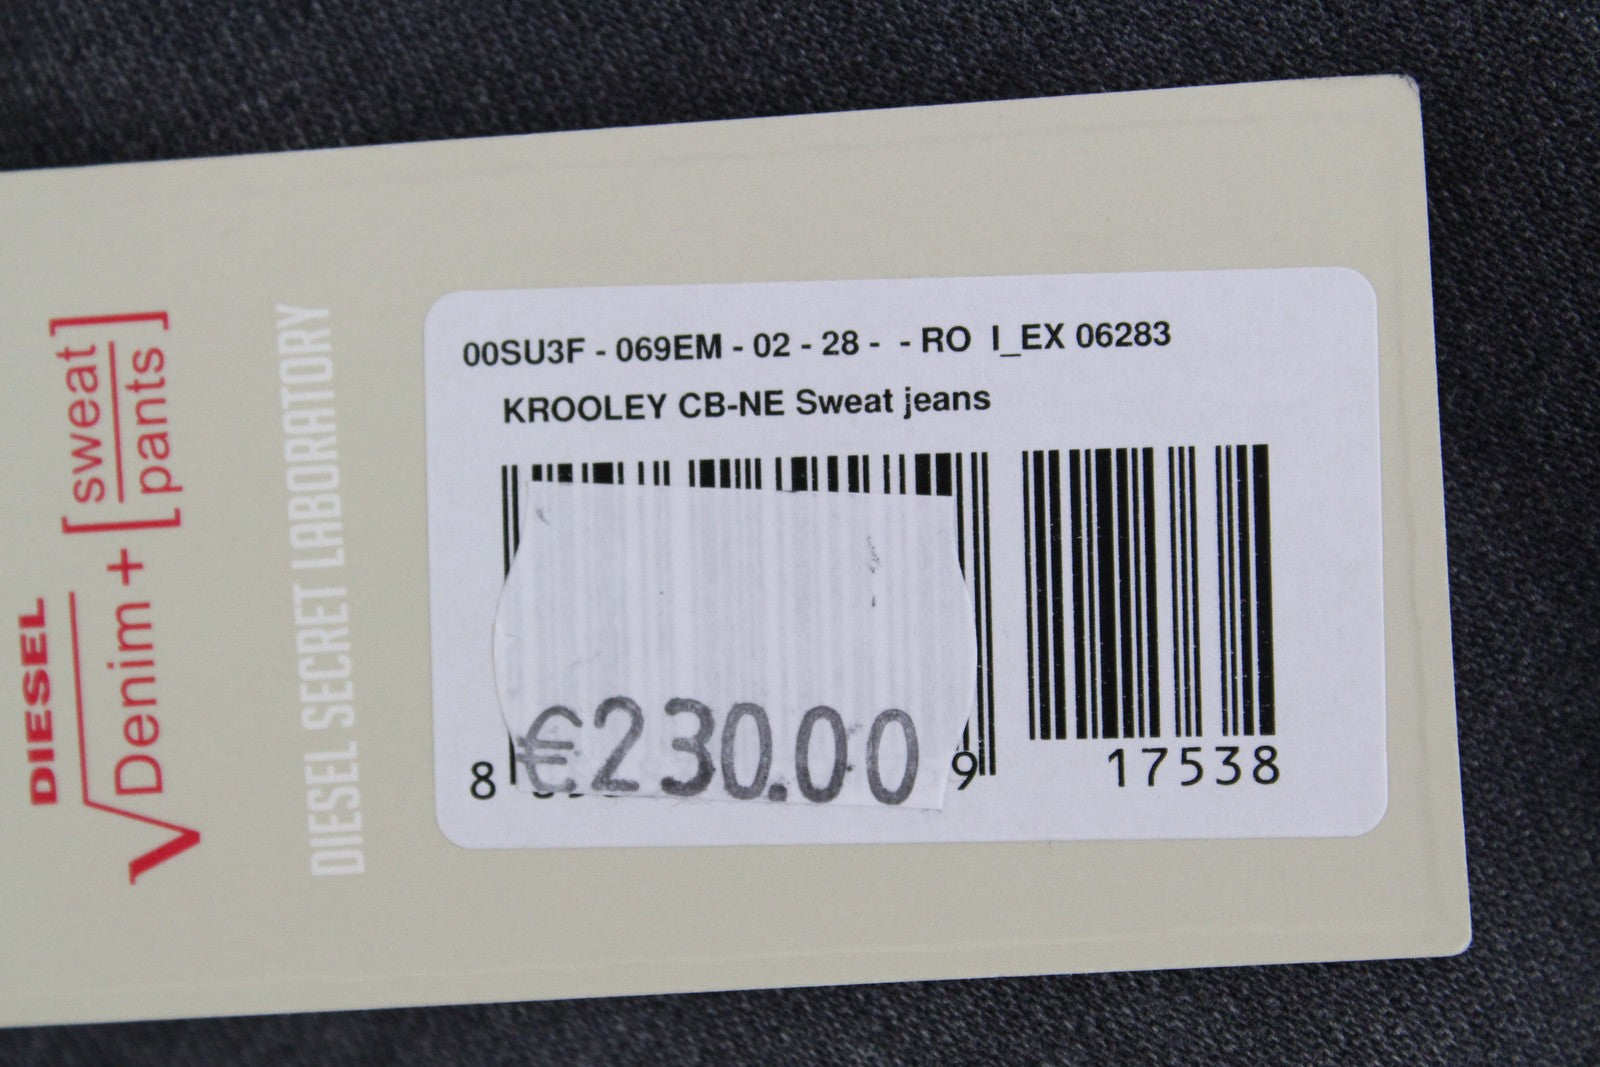 00SU3F - 069EM - 02 - 28 - - RO I_EX 06283
KROOLEY CB-NE Sweat jeans
€230.00
8 9 17538
DIESEL
√Denim + [sweat
pants]
DIESEL SECRET LABORATORY